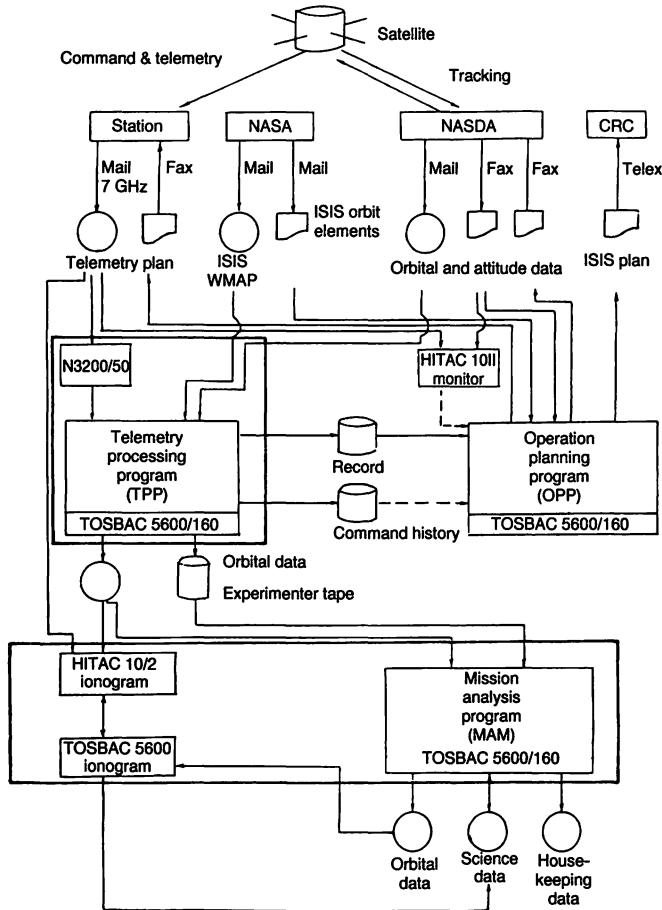 Satellite
Command & telemetry
Tracking
Station
NASA
NASDA
CRC
Mail
7 GHz
Fax
Mail
Mail
Mail
Fax
Fax
Telex
ISIS orbit
elements
Telemetry plan
ISIS
WMAP
Orbital and attitude data
ISIS plan
N3200/50
HITAC 10II
monitor
Telemetry
processing
program
(TPP)
TOSBAC 5600/160
Record
Command history
Operation
planning
program
(OPP)
TOSBAC 5600/160
Orbital data
Experimenter tape
HITAC 10/2
ionogram
TOSBAC 5600
ionogram
Mission
analysis
program
(MAM)
TOSBAC 5600/160
Orbital
data
Science
data
House-
keeping
data